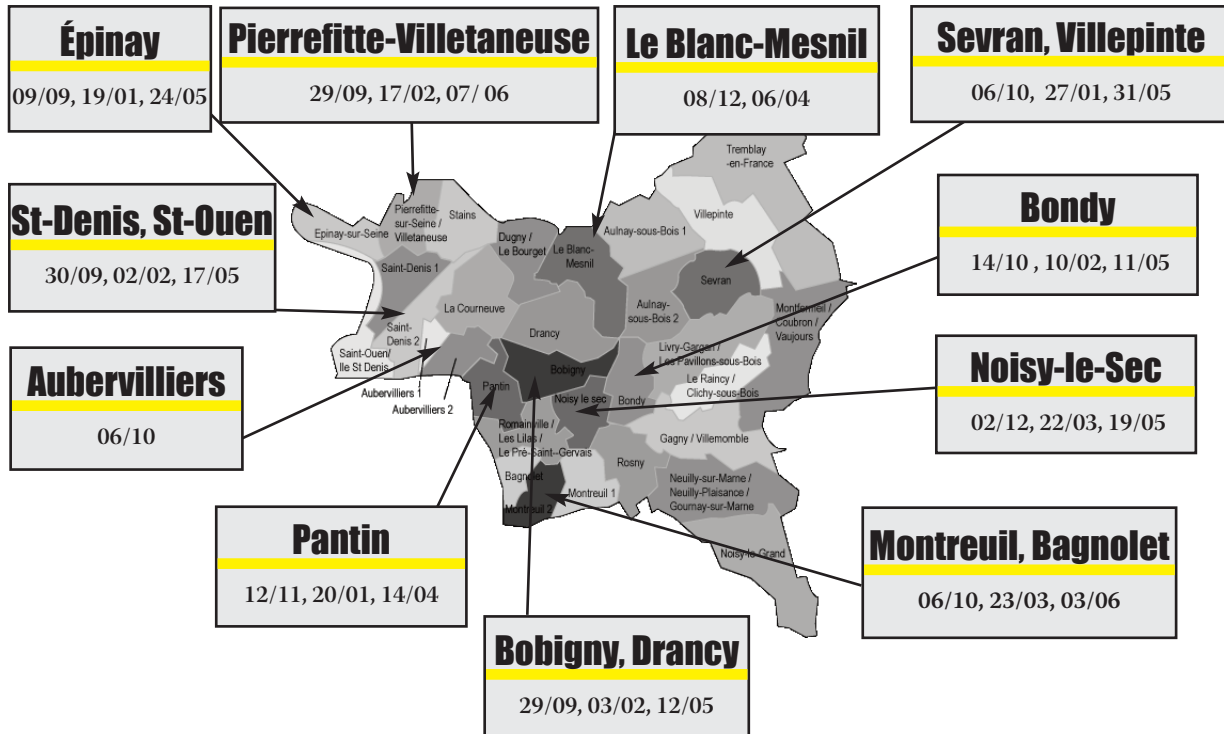 Épinay
09/09, 19/01, 24/05
Pierrefitte-Villetaneuse
29/09, 17/02, 07/ 06
Le Blanc-Mesnil
08/12, 06/04
Sevran, Villepinte
06/10, 27/01, 31/05
St-Denis, St-Ouen
30/09, 02/02, 17/05
Bondy
14/10 , 10/02, 11/05
Aubervilliers
06/10
Noisy-le-Sec
02/12, 22/03, 19/05
Pantin
12/11, 20/01, 14/04
Montreuil, Bagnolet
06/10, 23/03, 03/06
Bobigny, Drancy
29/09, 03/02, 12/05
Tremblay
-en-France
Villepinte
Aulnay-sous-Bois 1
Pierrefitte-
sur-Seine /
Villetaneuse
Stains
Epinay-sur-Seine
Dugny /
Le Bourget
Le Blanc-
Mesnil
Saint-Denis 1
Sevran
La Courneuve
Aulnay-
sous-Bois 2
Montfermeil /
Coubron /
Vaujours
Saint-
Denis 2
Drancy
Livry-Gargan /
Les Pavillons-sous-Bois
Saint-Ouen/
Ile St Denis
Bobigny
Le Raincy /
Clichy-sous-Bois
Aubervilliers 1
Aubervilliers 2
Pantin
Noisy le sec
Bondy
Romainville /
Les Lilas /
Le Pré-Saint--Gervais
Gagny / Villemomble
Rosny
Bagnolet
Montreuil 1
Montreuil 2
Neuilly-sur-Marne /
Neuilly-Plaisance /
Gournay-sur-Marne
Noisy-le-Grand